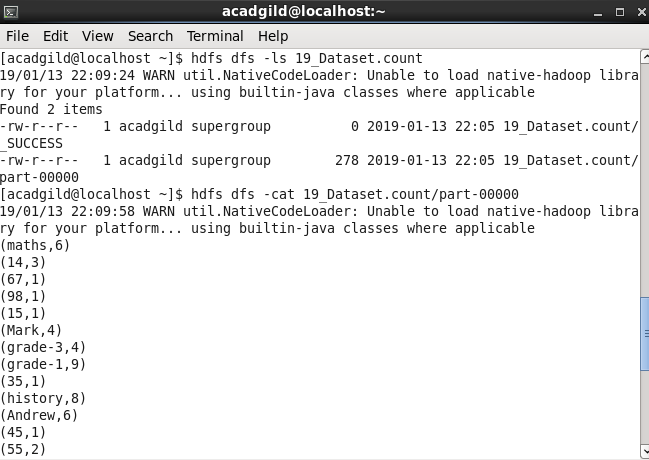 acadgild@localhost:~
File Edit View Search Terminal Help
[acadgild@localhost ~]$ hdfs dfs -ls 19_Dataset.count
19/01/13 22:09:24 WARN util.NativeCodeLoader: Unable to load native-hadoop libra
ry for your platform... using builtin-java classes where applicable
Found 2 items
-rw-r--r--   1 acadgild supergroup          0 2019-01-13 22:05 19_Dataset.count/
_SUCCESS
-rw-r--r--   1 acadgild supergroup        278 2019-01-13 22:05 19_Dataset.count/
part-00000
[acadgild@localhost ~]$ hdfs dfs -cat 19_Dataset.count/part-00000
19/01/13 22:09:58 WARN util.NativeCodeLoader: Unable to load native-hadoop libra
ry for your platform... using builtin-java classes where applicable
(maths,6)
(14,3)
(67,1)
(98,1)
(15,1)
(Mark,4)
(grade-3,4)
(grade-1,9)
(35,1)
(history,8)
(Andrew,6)
(45,1)
(55,2)